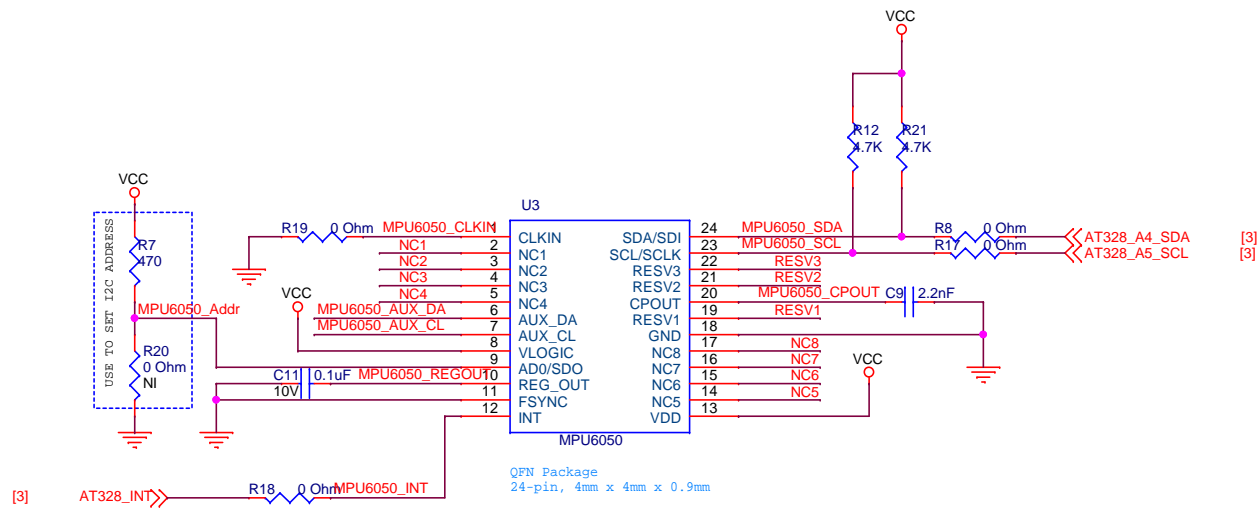 VCC
R12
4.7K
R21
4.7K
VCC
USE TO SET I2C ADDRESS
R7
470
MPU6050_Addr
R20
0 Ohm
NI
U3
R19
0 Ohm
MPU6050_CLKIN
1
CLKIN
NC1
2
NC1
NC2
3
NC2
NC3
4
NC3
NC4
5
NC4
VCC
MPU6050_AUX_DA
6
AUX_DA
MPU6050_AUX_CL
7
AUX_CL
8
VLOGIC
9
AD0/SDO
C11
0.1uF
10V
MPU6050_REGOUT
10
REG_OUT
11
FSYNC
12
INT
SDA/SDI
24
MPU6050_SDA
R8
0 Ohm
AT328_A4_SDA
[3]
SCL/SCLK
23
MPU6050_SCL
R17
0 Ohm
AT328_A5_SCL
[3]
RESV3
22
RESV3
RESV2
21
RESV2
CPOUT
20
MPU6050_CPOUT
C9
2.2nF
RESV1
19
RESV1
GND
18
NC8
17
NC8
NC7
16
NC7
VCC
NC6
15
NC6
NC5
14
NC5
VDD
13
MPU6050
QFN Package
24-pin, 4mm x 4mm x 0.9mm
[3]
AT328_INT
R18
0 Ohm
MPU6050_INT